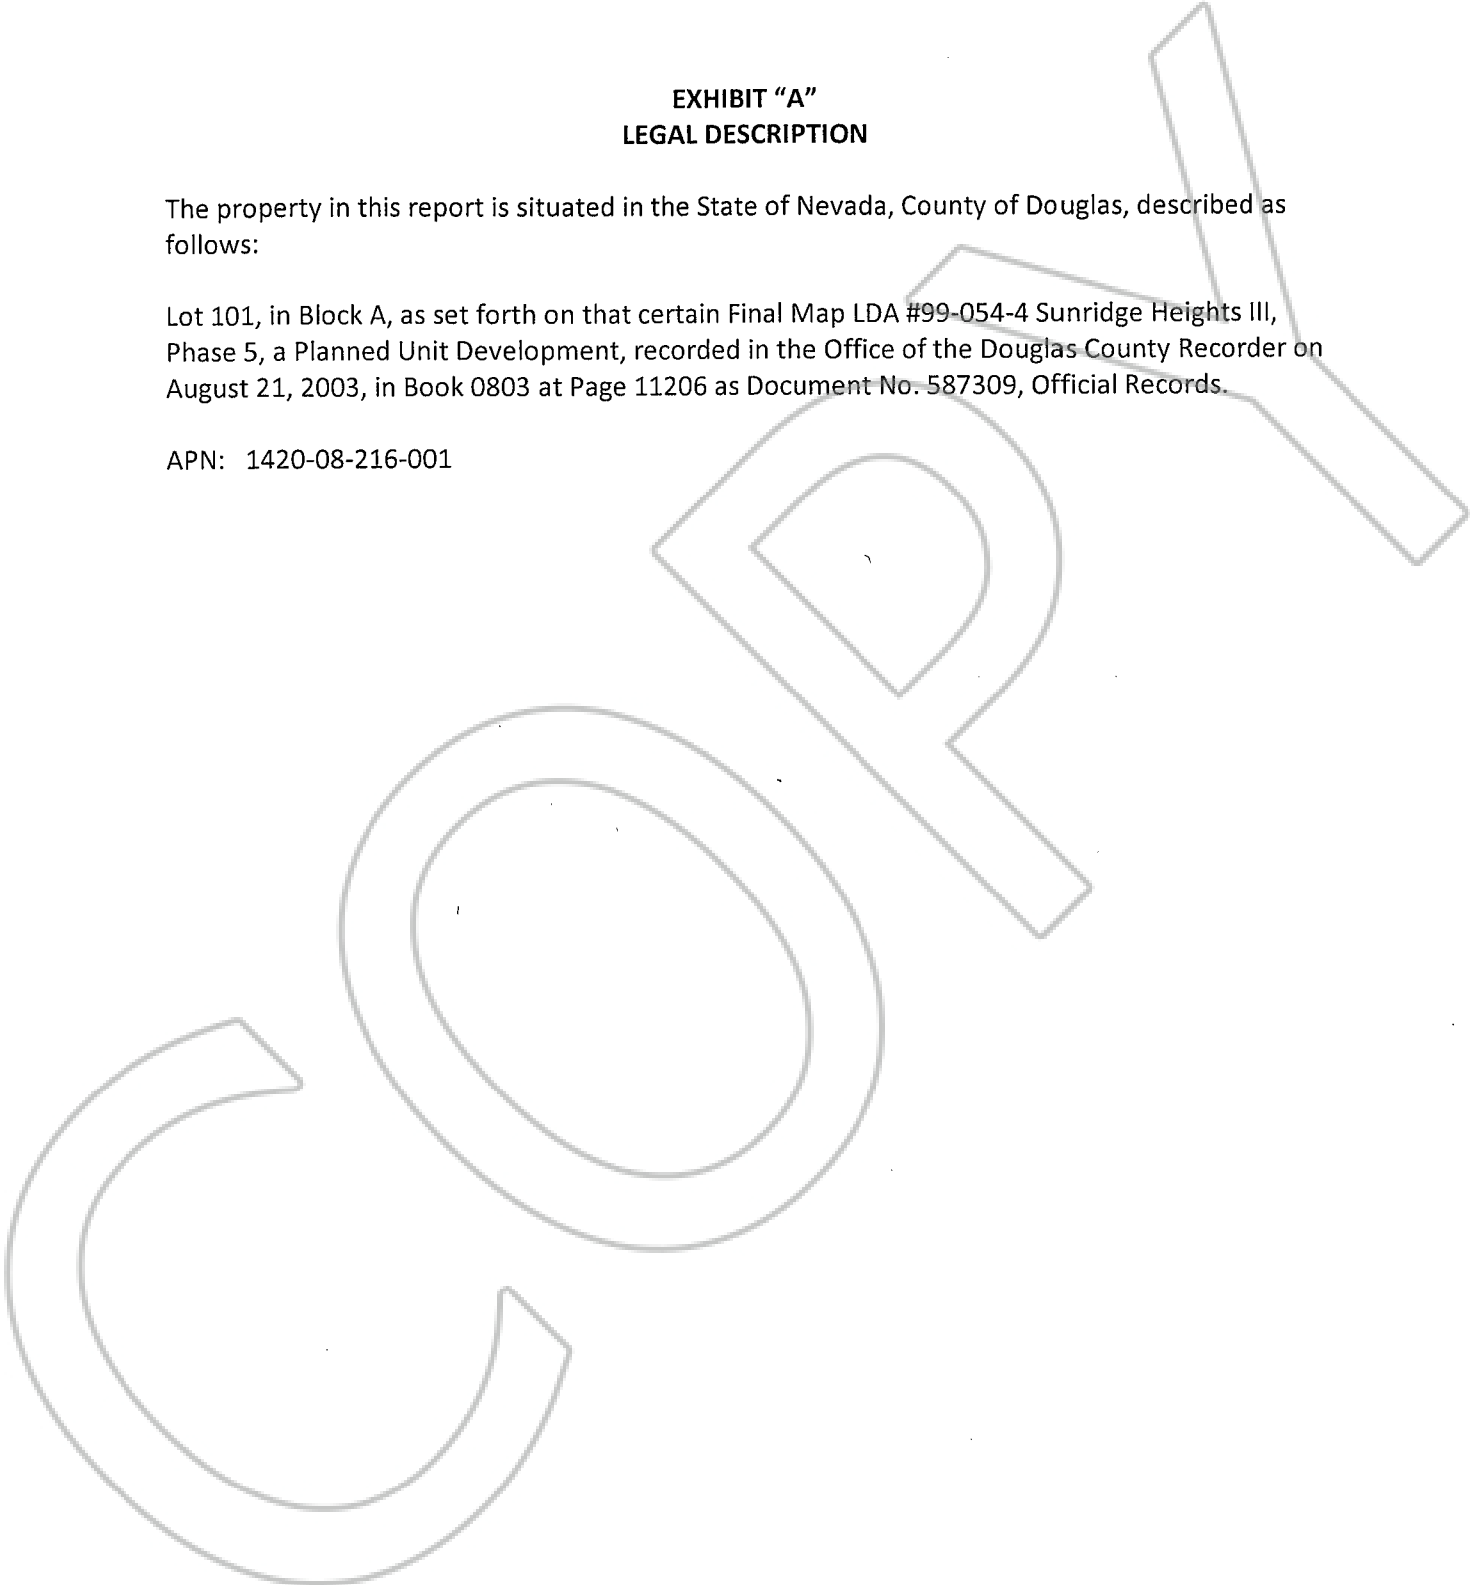 EXHIBIT “A”
LEGAL DESCRIPTION
The property in this report is situated in the State of Nevada, County of Douglas, described as
follows:
Lot 101, in Block A, as set forth on that certain Final Map LDA #99-054-4 Sunridge Heights III,
Phase 5, a Planned Unit Development, recorded in the Office of the Douglas County Recorder on
August 21, 2003, in Book 0803 at Page 11206 as Document No. 587309, Official Records.
APN: 1420-08-216-001
COPY